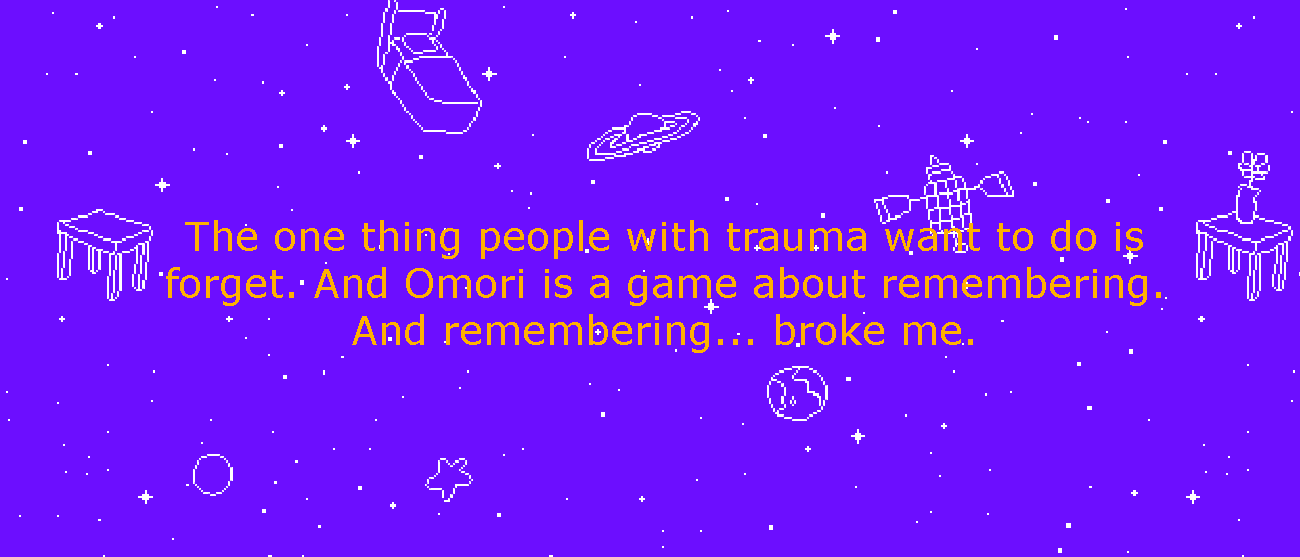 The one thing people with trauma want to do is
forget. And Omori is a game about remembering.
And remembering... broke me.